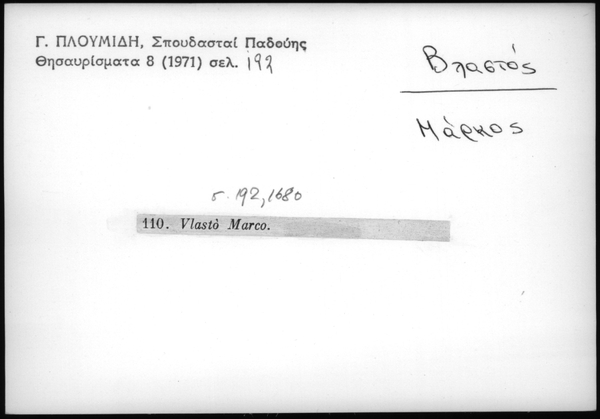 Γ. ΠΛΟΥΜΙΔΗ, Σπουδασταί Παδούης
Θησαυρίσματα 8 (1971) σελ. 192
Βλαστός
Μάρκος
σ. 192, 1680
110. Vlastò Marco.